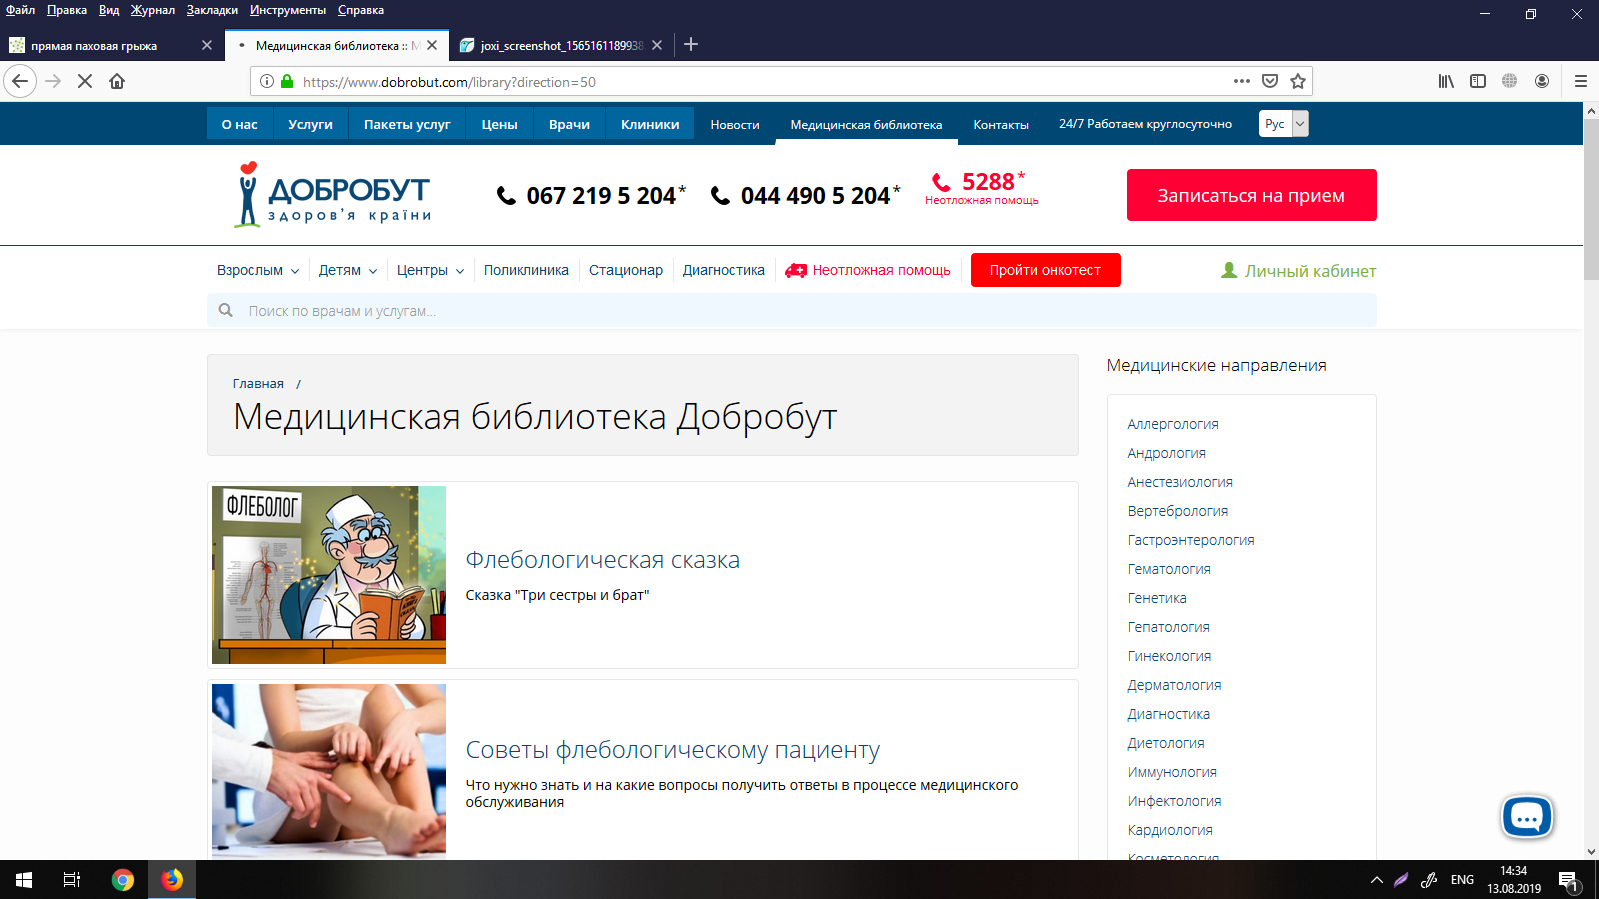 Файл Правка Вид Журнал Закладки Инструменты Справка
прямая паховая грыжа
Медицинская библиотека :: М
joxi_screenshot_1565161189938
https://www.dobrobut.com/library?direction=50
О нас Услуги Пакеты услуг Цены Врачи Клиники Новости Медицинская библиотека Контакты 24/7 Работаем круглосуточно Рус
ДОБРОБУТ
здоров'я країни
067 219 5 204*
044 490 5 204*
5288*
Неотложная помощь
Записаться на прием
Взрослым Детям Центры Поликлиника Стационар Диагностика Неотложная помощь Пройти онкотест Личный кабинет
Поиск по врачам и услугам...
Главная /
Медицинская библиотека Добробут
ФЛЕБОЛОГ
Флебологическая сказка
Сказка "Три сестры и брат"
Советы флебологическому пациенту
Что нужно знать и на какие вопросы получить ответы в процессе медицинского
обслуживания
Медицинские направления
Аллергология
Андрология
Анестезиология
Вертебрология
Гастроэнтерология
Гематология
Генетика
Гепатология
Гинекология
Дерматология
Диагностика
Диетология
Иммунология
Инфектология
Кардиология
Косметология
ENG
14:34
13.08.2019
1